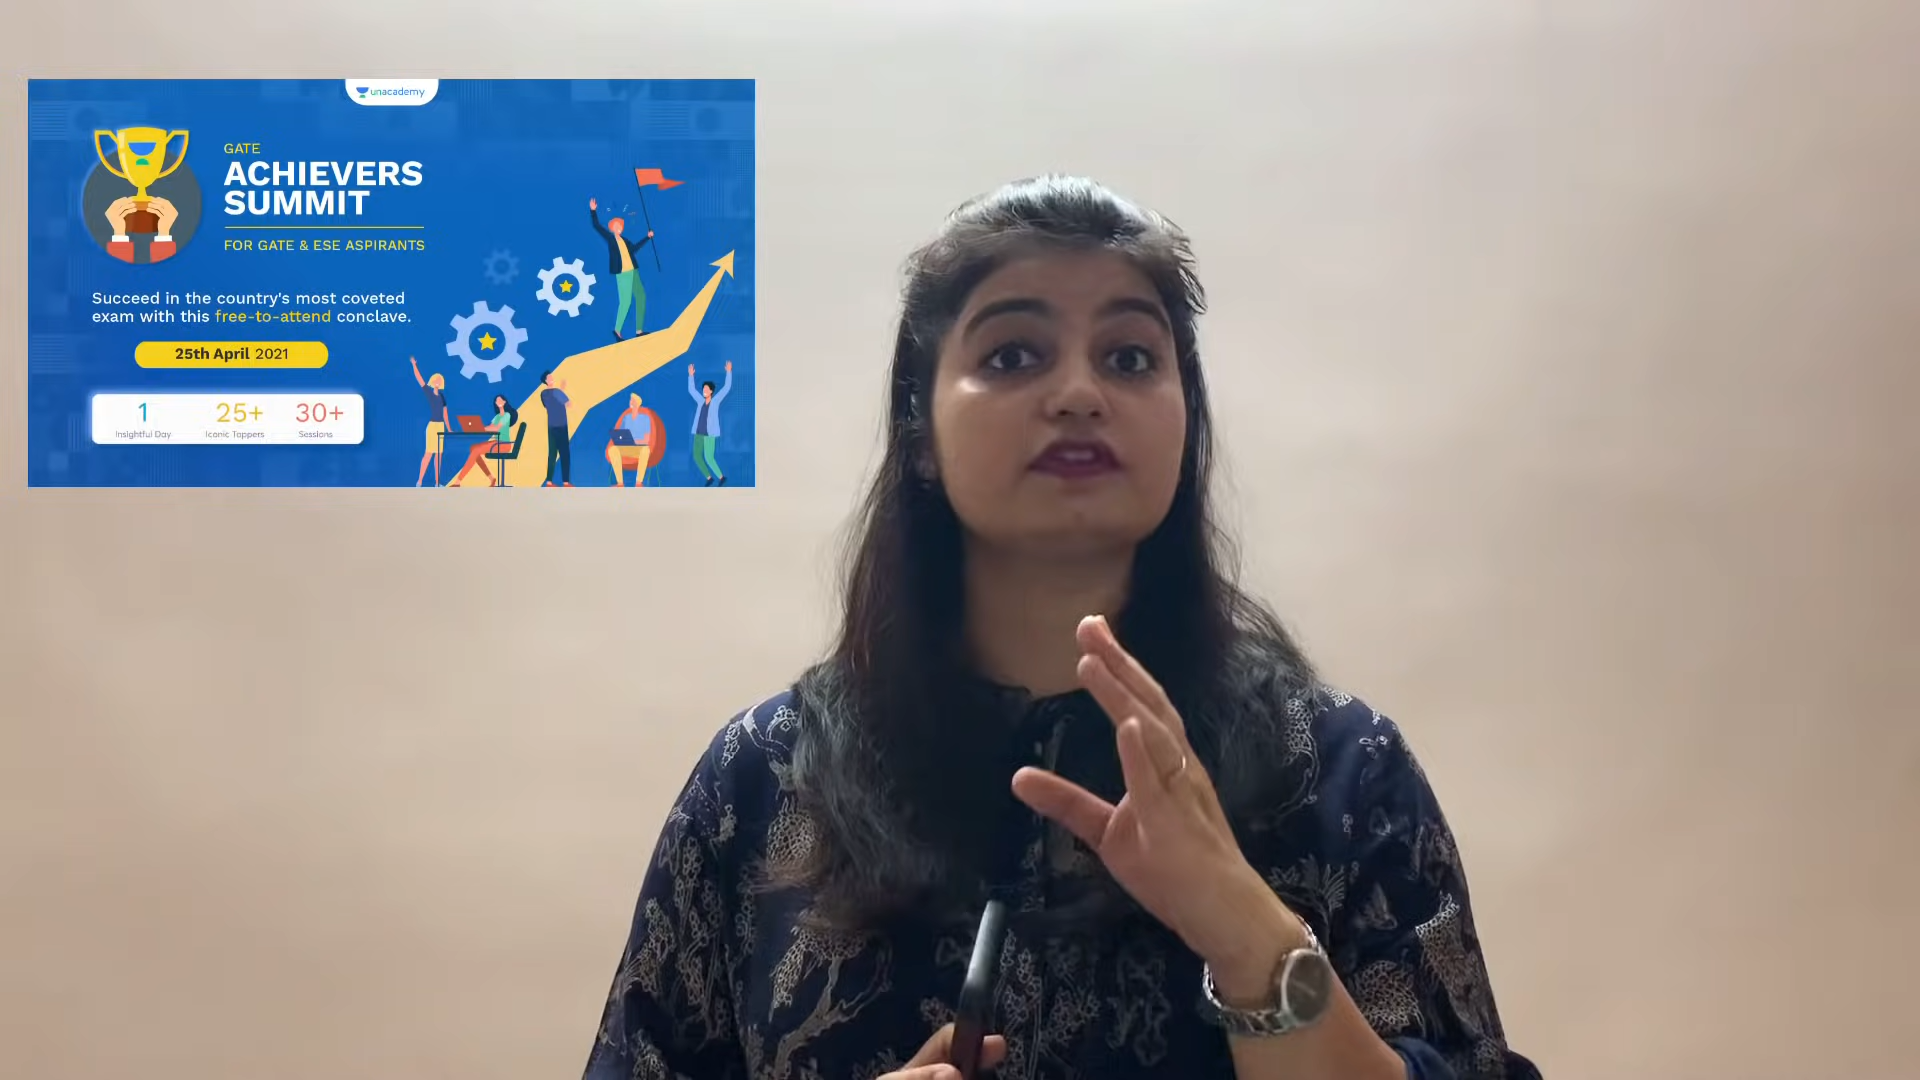 unacademy
GATE
ACHIEVERS
SUMMIT
FOR GATE & ESE ASPIRANTS
Succeed in the country's most coveted
exam with this free-to-attend conclave.
25th April 2021
1 25+ 30+
Insightful Day Iconic Toppers Sessions